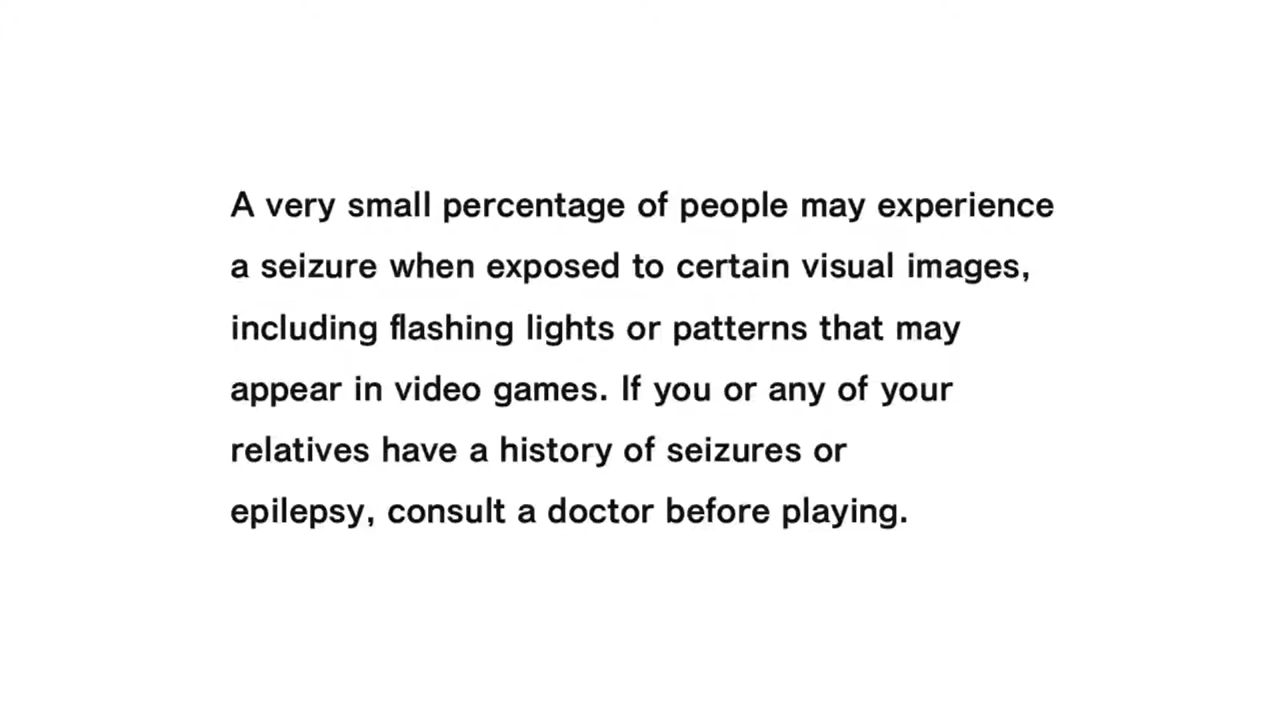 A very small percentage of people may experience
a seizure when exposed to certain visual images,
including flashing lights or patterns that may
appear in video games. If you or any of your
relatives have a history of seizures or
epilepsy, consult a doctor before playing.